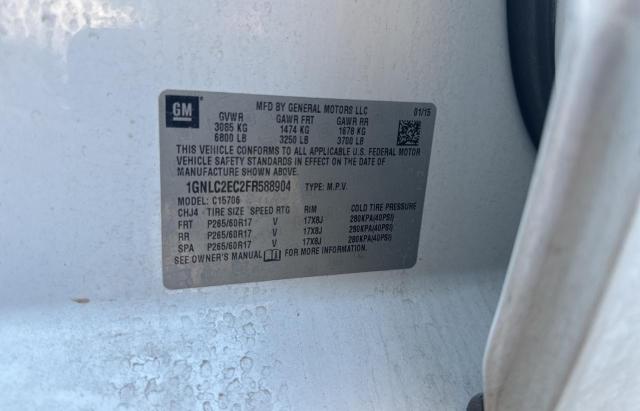 GM
MFD BY GENERAL MOTORS LLC 01/15
GVWR GAWR FRT GAWR RR
3085 KG 1474 KG 1678 KG
6800 LB 3250 LB 3700 LB
THIS VEHICLE CONFORMS TO ALL APPLICABLE U.S. FEDERAL MOTOR
VEHICLE SAFETY STANDARDS IN EFFECT ON THE DATE OF
MANUFACTURE SHOWN ABOVE.
1GNLC2EC2FR588904 TYPE: M.P.V.
MODEL: C15706
CHJ4 TIRE SIZE SPEED RTG RIM COLD TIRE PRESSURE
FRT P265/60R17 V 17X8J 280KPA(40PSI)
RR P265/60R17 V 17X8J 280KPA(40PSI)
SPA P265/60R17 V 17X8J 280KPA(40PSI)
SEE OWNER'S MANUAL FOR MORE INFORMATION.